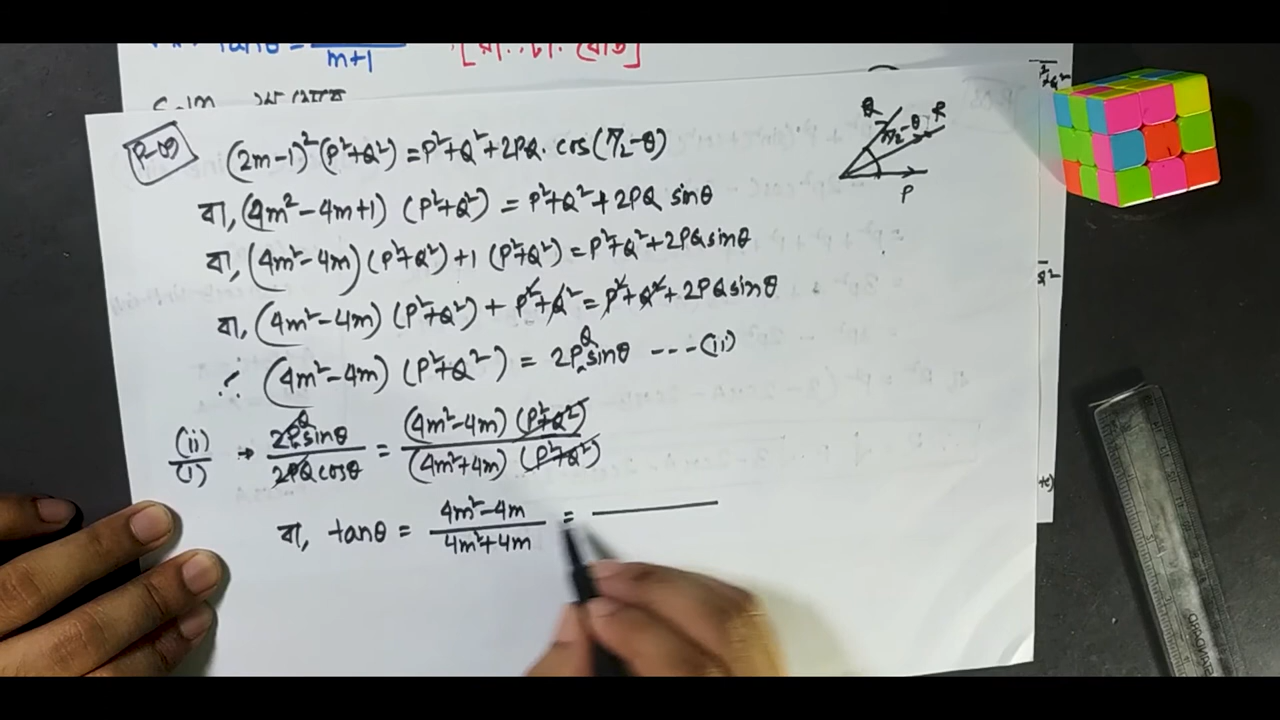 tanθ = m+1
P-09
(2m-1)²(P²+Q²) = P²+Q²+2PQ. cos(π/2-θ)
বা, (4m²-4m+1) (P²+Q²) = P²+Q²+2PQ sinθ
বা, (4m²-4m) (P²+Q²) + 1 (P²+Q²) = P²+Q²+2PQ sinθ
বা, (4m²-4m) (P²+Q²) + P²+Q² = P²+Q²+2PQ sinθ
∴ (4m²-4m) (P²+Q²) = 2PQ sinθ ---(ii)
(ii)/(i) → 2PQ sinθ/2PQ cosθ = (4m²-4m) (P²+Q²)/(4m²+4m) (P²+Q²)
বা, tanθ = 4m²-4m/4m²+4m =
Q π/2-θ R
P